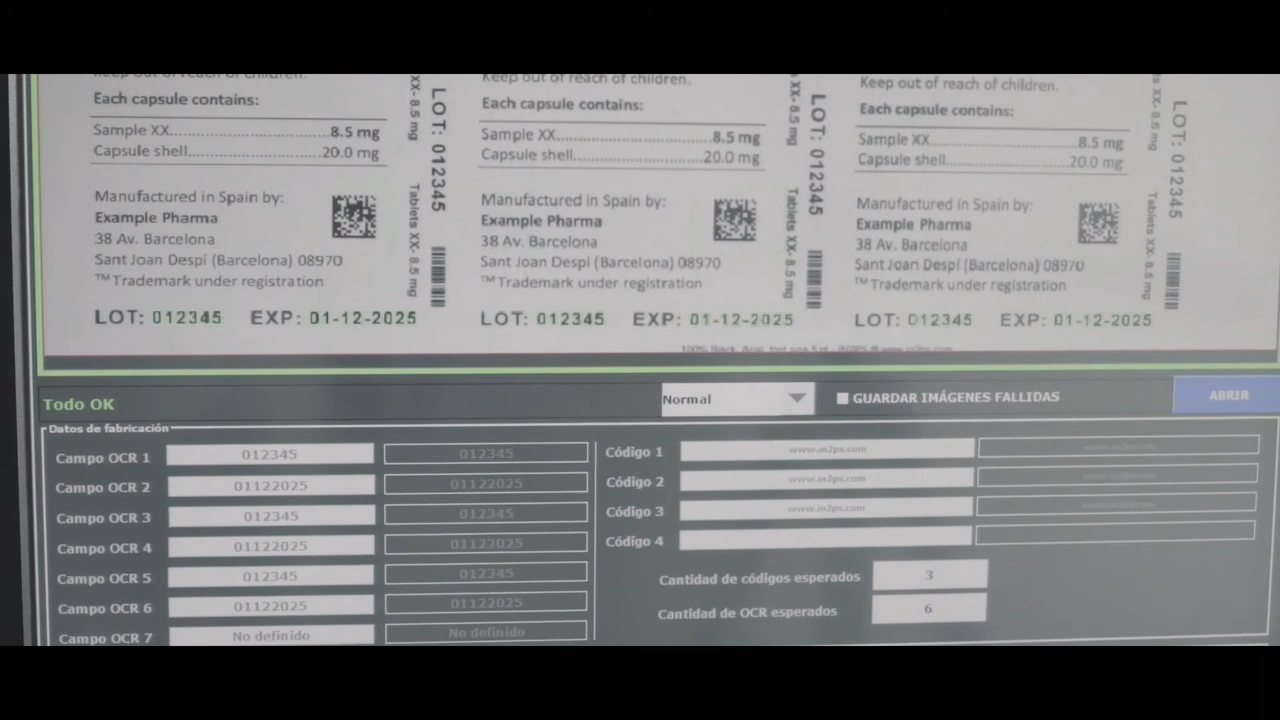 Keep out of reach of children.
Each capsule contains:
Sample XX..........8.5 mg
Capsule shell..........20.0 mg
Manufactured in Spain by:
Example Pharma
38 Av. Barcelona
Sant Joan Despí (Barcelona) 08970
™Trademark under registration
LOT: 012345 EXP: 01-12-2025
XX- 8.5 mg
Tablets XX- 8.5 mg
LOT: 012345
Keep out of reach of children.
Each capsule contains:
Sample XX..........8.5 mg
Capsule shell..........20.0 mg
Manufactured in Spain by:
Example Pharma
38 Av. Barcelona
Sant Joan Despí (Barcelona) 08970
™Trademark under registration
LOT: 012345 EXP: 01-12-2025
XX- 8.5 mg
Tablets XX- 8.5 mg
LOT: 012345
Keep out of reach of children.
Each capsule contains:
Sample XX..........8.5 mg
Capsule shell..........20.0 mg
Manufactured in Spain by:
Example Pharma
38 Av. Barcelona
Sant Joan Despí (Barcelona) 08970
™Trademark under registration
LOT: 012345 EXP: 01-12-2025
XX- 8.5 mg
Tablets XX- 8.5 mg
LOT: 012345
Todo OK
Normal
GUARDAR IMÁGENES FALLIDAS
ABRIR
Datos de fabricación
Campo OCR 1 012345 012345
Campo OCR 2 01122025 01122025
Campo OCR 3 012345 012345
Campo OCR 4 01122025 01122025
Campo OCR 5 012345 012345
Campo OCR 6 01122025 01122025
Campo OCR 7 No definido No definido
Código 1 www.in2ps.com
Código 2 www.in2ps.com
Código 3 www.in2ps.com
Código 4
Cantidad de códigos esperados 3
Cantidad de OCR esperados 6